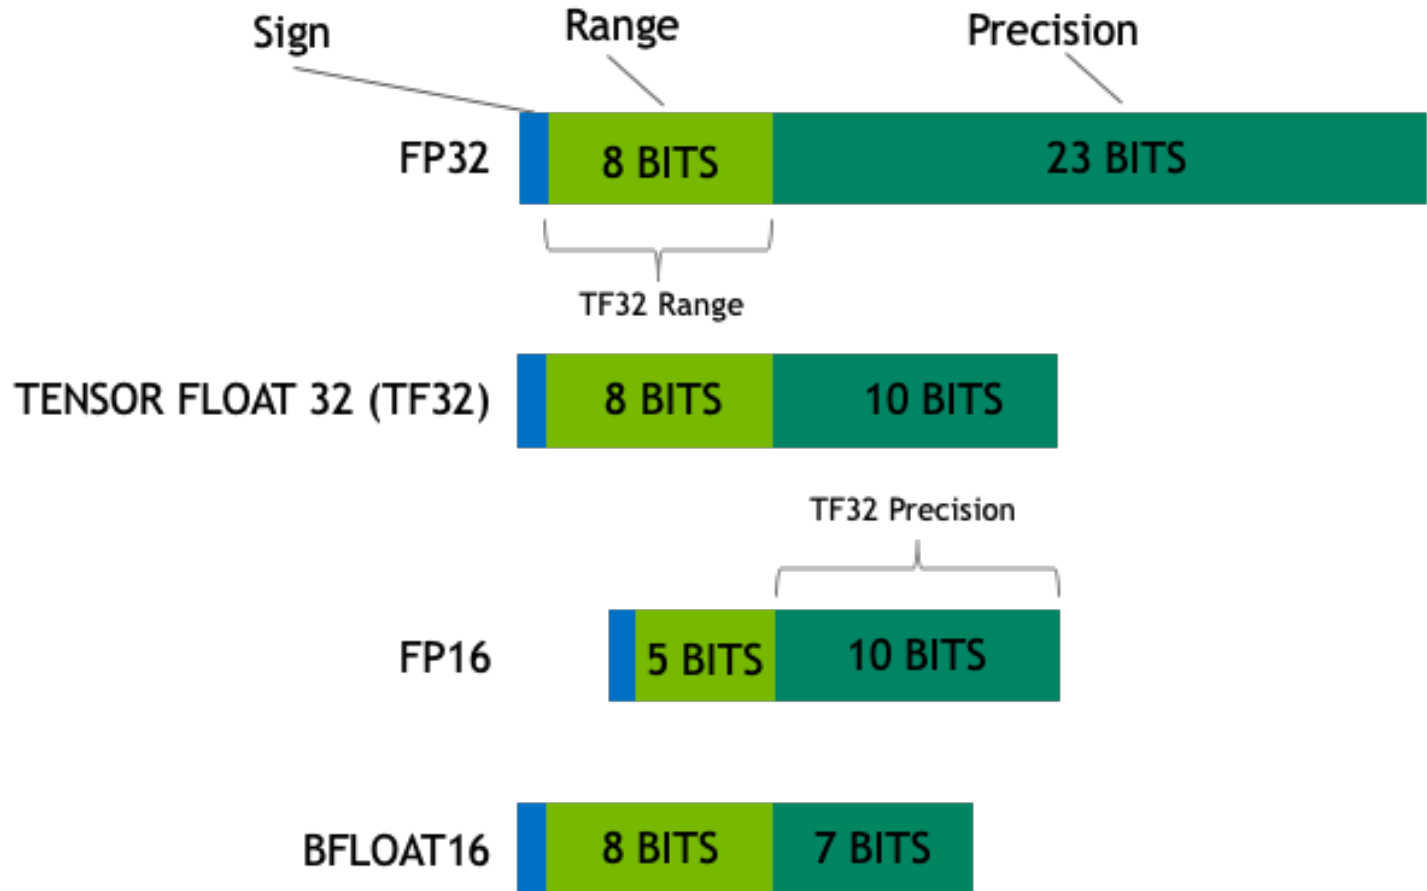 Sign
Range
Precision
FP32
8 BITS
23 BITS
TF32 Range
TENSOR FLOAT 32 (TF32)
8 BITS
10 BITS
TF32 Precision
FP16
5 BITS
10 BITS
BFLOAT16
8 BITS
7 BITS